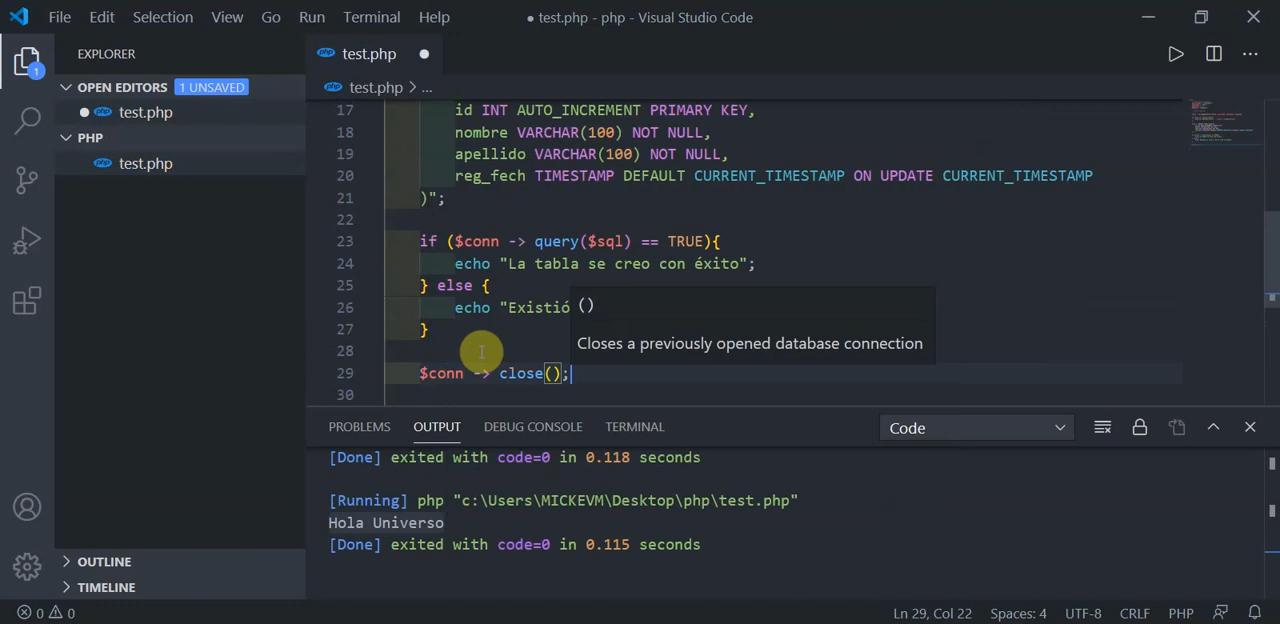 File Edit Selection View Go Run Terminal Help ● test.php - php - Visual Studio Code
EXPLORER
OPEN EDITORS 1 UNSAVED
php test.php
PHP
php test.php
OUTLINE
TIMELINE
1
php test.php ●
php test.php > ...
17 id INT AUTO_INCREMENT PRIMARY KEY,
18 nombre VARCHAR(100) NOT NULL,
19 apellido VARCHAR(100) NOT NULL,
20 reg_fech TIMESTAMP DEFAULT CURRENT_TIMESTAMP ON UPDATE CURRENT_TIMESTAMP
21 )";
22
23 if ($conn -> query($sql) == TRUE){
24 echo "La tabla se creo con éxito";
25 } else {
26 echo "Existió
27 }
28
29 $conn -> close();
30
()
Closes a previously opened database connection
PROBLEMS OUTPUT DEBUG CONSOLE TERMINAL Code
[Done] exited with code=0 in 0.118 seconds
[Running] php "c:\Users\MICKEVM\Desktop\php\test.php"
Hola Universo
[Done] exited with code=0 in 0.115 seconds
0 0 Ln 29, Col 22 Spaces: 4 UTF-8 CRLF PHP